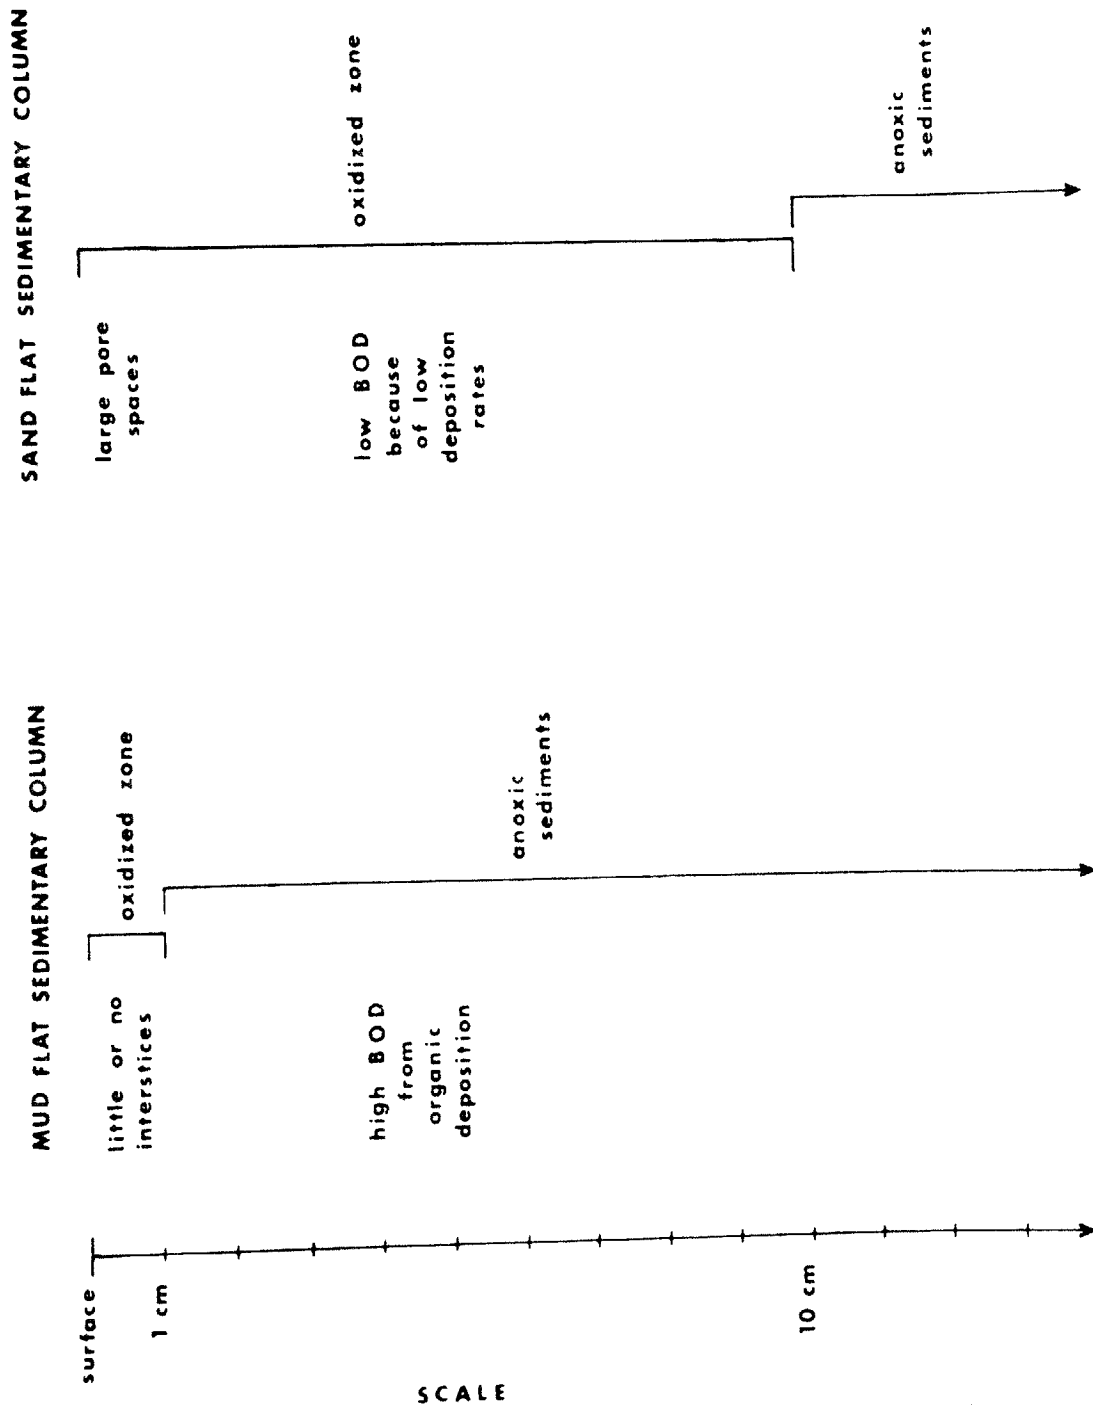 SCALE
surface
1 cm
10 cm
MUD FLAT SEDIMENTARY COLUMN
little or no
interstices
oxidized zone
high BOD
from
organic
deposition
anoxic
sediments
SAND FLAT SEDIMENTARY COLUMN
large pore
spaces
oxidized zone
low BOD
because
of low
deposition
rates
anoxic
sediments